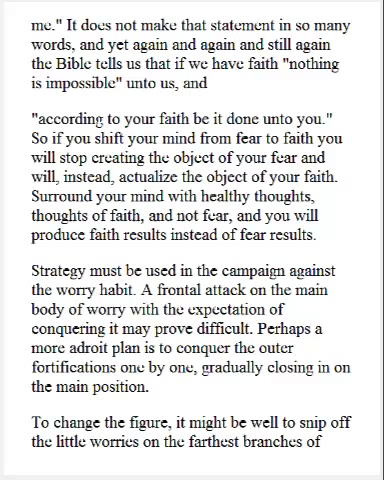 me." It does not make that statement in so many
words, and yet again and again and still again
the Bible tells us that if we have faith "nothing
is impossible" unto us, and
"according to your faith be it done unto you."
So if you shift your mind from fear to faith you
will stop creating the object of your fear and
will, instead, actualize the object of your faith.
Surround your mind with healthy thoughts,
thoughts of faith, and not fear, and you will
produce faith results instead of fear results.
Strategy must be used in the campaign against
the worry habit. A frontal attack on the main
body of worry with the expectation of
conquering it may prove difficult. Perhaps a
more adroit plan is to conquer the outer
fortifications one by one, gradually closing in on
the main position.
To change the figure, it might be well to snip off
the little worries on the farthest branches of